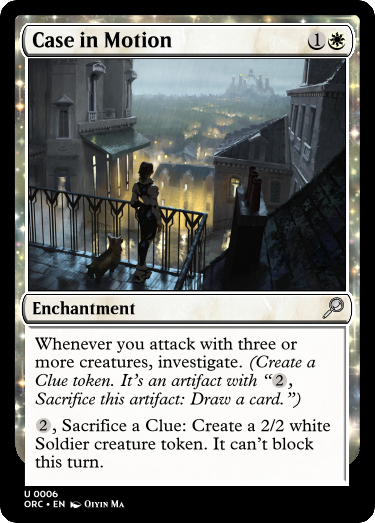 Case in Motion 1
Enchantment
Whenever you attack with three or
more creatures, investigate. (Create a
Clue token. It's an artifact with “2,
Sacrifice this artifact: Draw a card.”)
2, Sacrifice a Clue: Create a 2/2 white
Soldier creature token. It can't block
this turn.
U 0006
ORC • EN Oiyin Ma